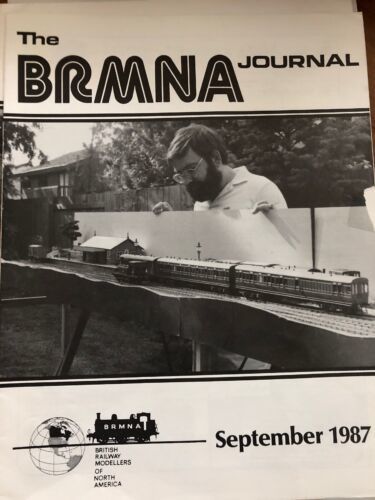 The
BRMNA JOURNAL
BRMNA
BRITISH
RAILWAY
MODELLERS
OF
NORTH
AMERICA
September 1987